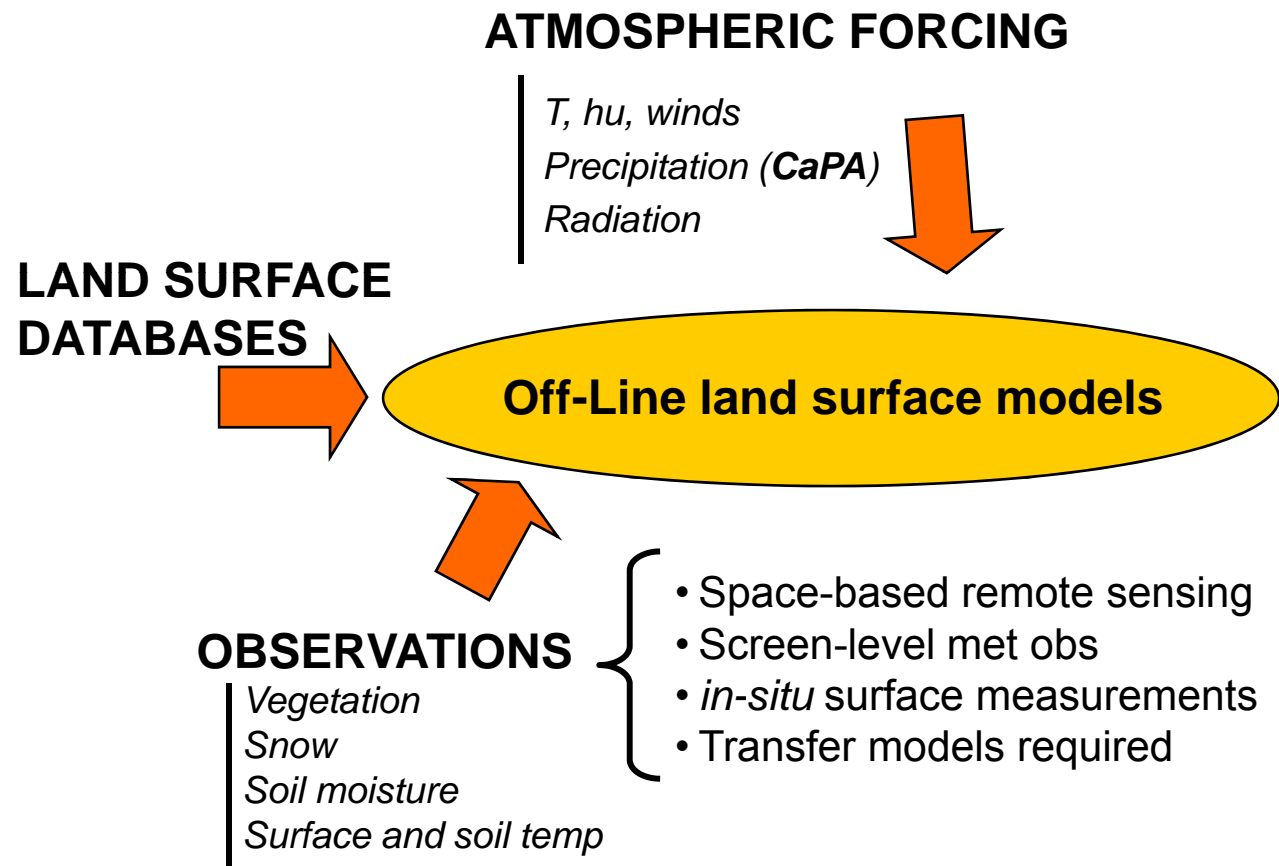 ATMOSPHERIC FORCING
T, hu, winds
Precipitation (CaPA)
Radiation
LAND SURFACE
DATABASES
Off-Line land surface models
OBSERVATIONS
Vegetation
Snow
Soil moisture
Surface and soil temp
• Space-based remote sensing
• Screen-level met obs
• in-situ surface measurements
• Transfer models required